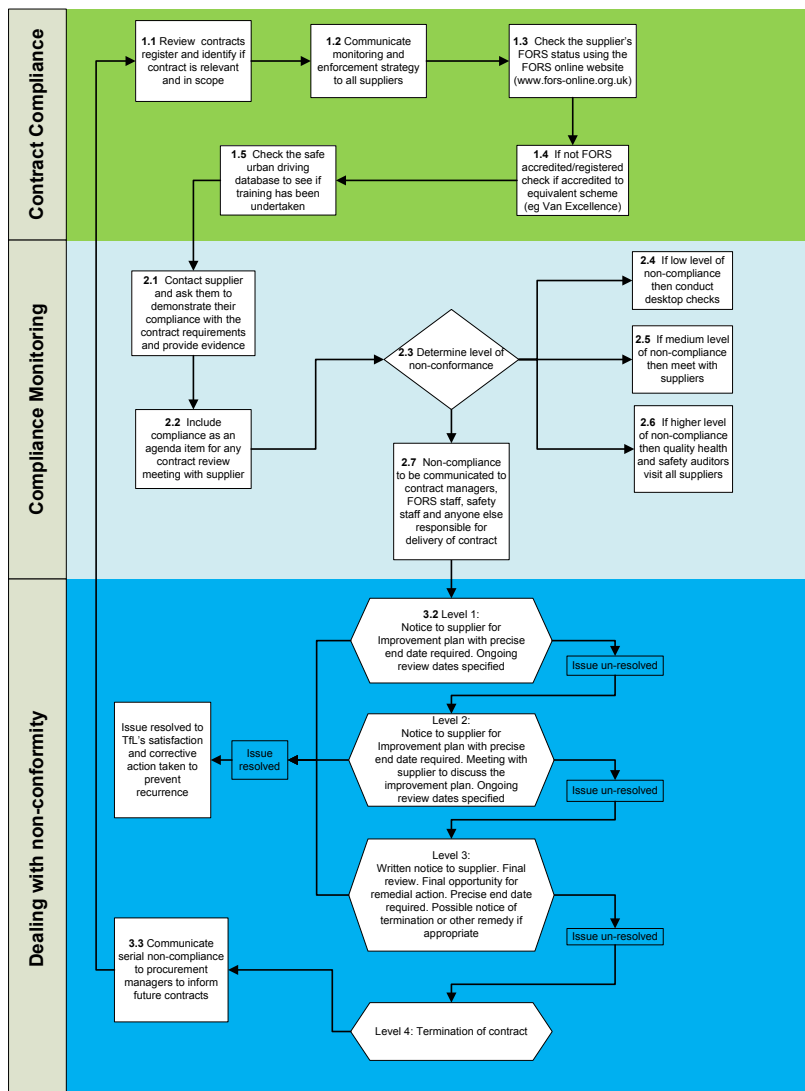 Contract Compliance
1.1 Review contracts
register and identify if
contract is relevant
and in scope
1.2 Communicate
monitoring and
enforcement strategy
to all suppliers
1.3 Check the supplier's
FORS status using the
FORS online website
(www.fors-online.org.uk)
1.5 Check the safe
urban driving
database to see if
training has been
undertaken
1.4 If not FORS
accredited/registered
check if accredited to
equivalent scheme
(eg Van Excellence)
Compliance Monitoring
2.1 Contact supplier
and ask them to
demonstrate their
compliance with the
contract requirements
and provide evidence
2.2 Include
compliance as an
agenda item for any
contract review
meeting with supplier
2.3 Determine level of
non-conformance
2.4 If low level of
non-compliance
then conduct
desktop checks
2.5 If medium level
of non-compliance
then meet with
suppliers
2.6 If higher level
of non-compliance
then quality health
and safety auditors
visit all suppliers
2.7 Non-compliance
to be communicated to
contract managers,
FORS staff, safety
staff and anyone else
responsible for
delivery of contract
Dealing with non-conformity
3.2 Level 1:
Notice to supplier for
Improvement plan with precise
end date required. Ongoing
review dates specified
Issue un-resolved
Level 2:
Notice to supplier for
Improvement plan with precise
end date required. Meeting with
supplier to discuss the
improvement plan. Ongoing
review dates specified
Issue un-resolved
Issue
resolved
Issue resolved to
TfL's satisfaction
and corrective
action taken to
prevent
recurrence
Level 3:
Written notice to supplier. Final
review. Final opportunity for
remedial action. Precise end date
required. Possible notice of
termination or other remedy if
appropriate
Issue un-resolved
3.3 Communicate
serial non-compliance
to procurement
managers to inform
future contracts
Level 4: Termination of contract